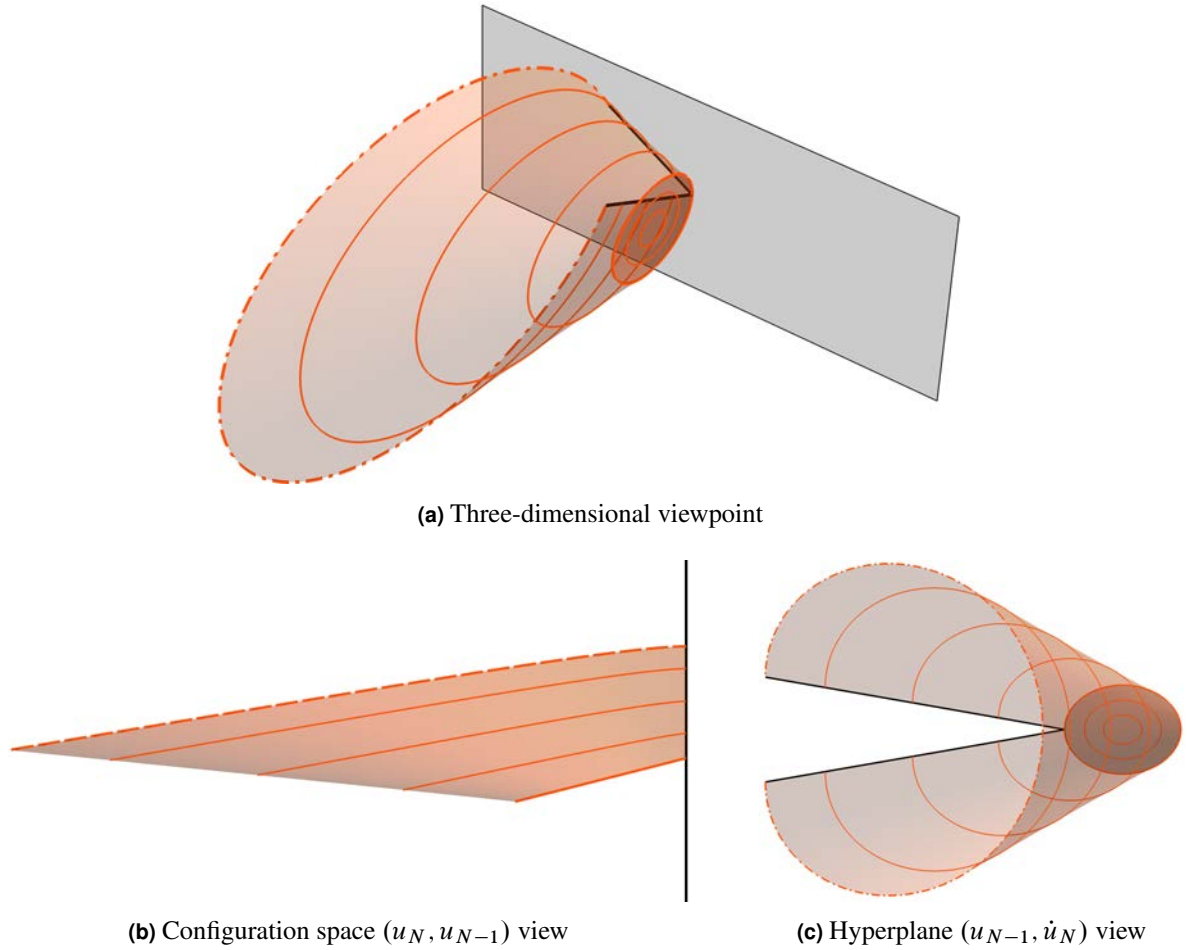 (a) Three-dimensional viewpoint
(b) Configuration space (u_N, u_{N−1}) view
(c) Hyperplane (u_{N−1}, u̇_N) view